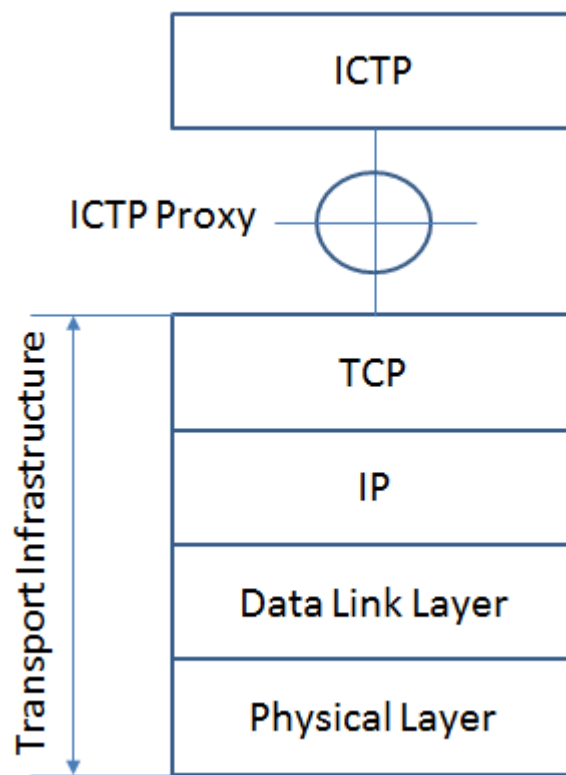 ICTP
ICTP Proxy
Transport Infrastructure
TCP
IP
Data Link Layer
Physical Layer